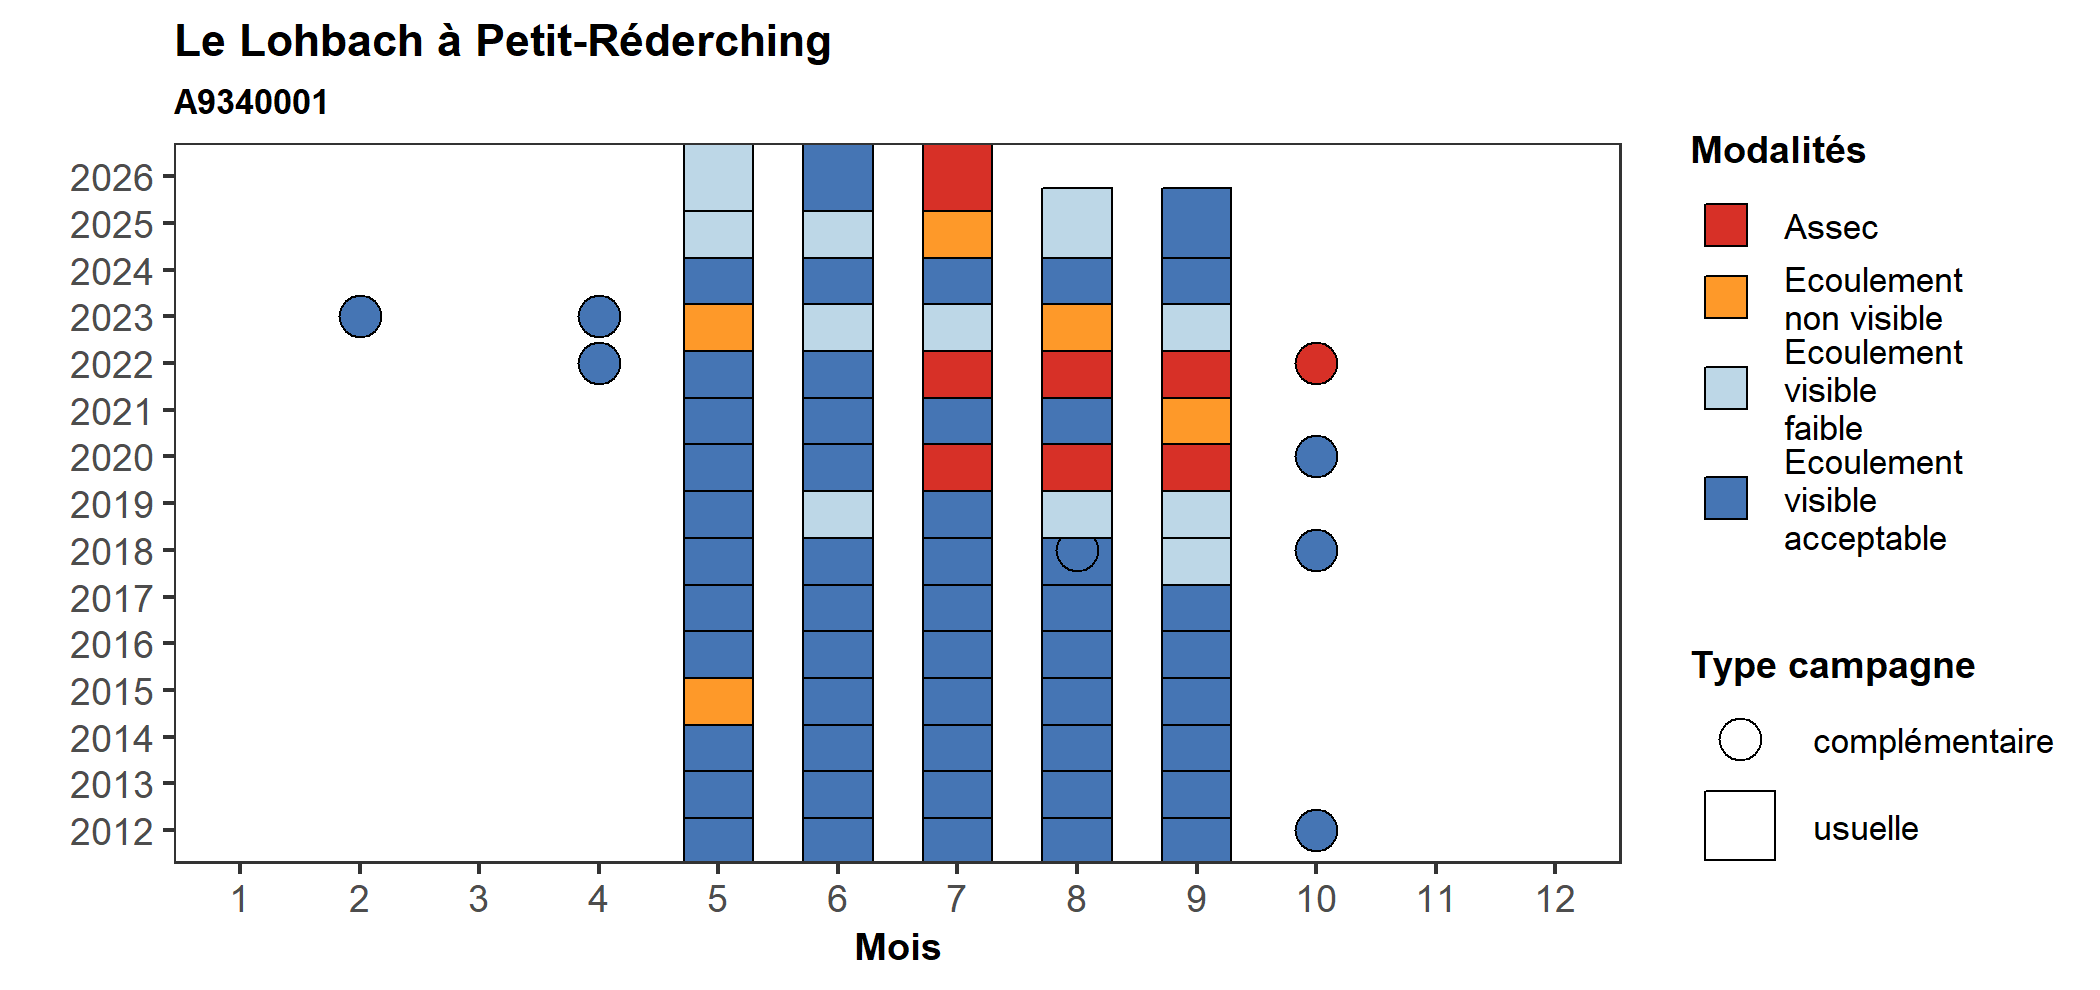 Le Lohbach à Petit-Réderching
A9340001
2026
2025
2024
2023
2022
2021
2020
2019
2018
2017
2016
2015
2014
2013
2012
1 2 3 4 5 6 7 8 9 10 11 12
Mois
Modalités
Assec
Ecoulement
non visible
Ecoulement
visible
faible
Ecoulement
visible
acceptable
Type campagne
complémentaire
usuelle